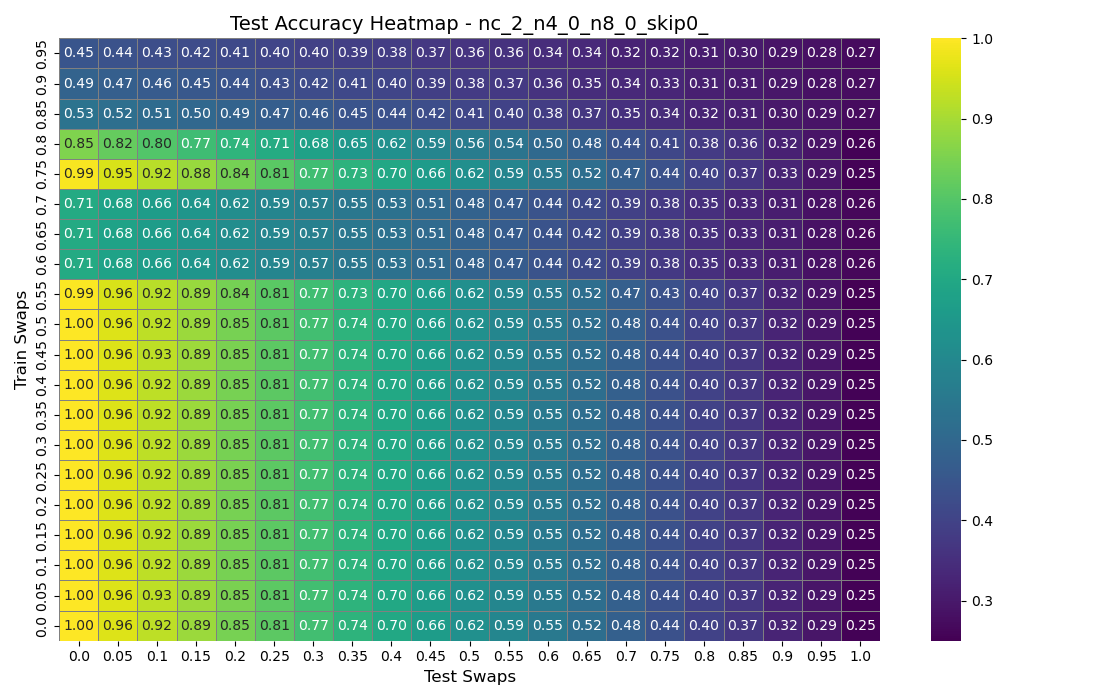 Test Accuracy Heatmap - nc_2_n4_0_n8_0_skip0_
Train Swaps
0.95 0.45 0.44 0.43 0.42 0.41 0.40 0.40 0.39 0.38 0.37 0.36 0.36 0.34 0.34 0.32 0.32 0.31 0.30 0.29 0.28 0.27
0.9 0.49 0.47 0.46 0.45 0.44 0.43 0.42 0.41 0.40 0.39 0.38 0.37 0.36 0.35 0.34 0.33 0.31 0.31 0.29 0.28 0.27
0.85 0.53 0.52 0.51 0.50 0.49 0.47 0.46 0.45 0.44 0.42 0.41 0.40 0.38 0.37 0.35 0.34 0.32 0.31 0.30 0.29 0.27
0.8 0.85 0.82 0.80 0.77 0.74 0.71 0.68 0.65 0.62 0.59 0.56 0.54 0.50 0.48 0.44 0.41 0.38 0.36 0.32 0.29 0.26
0.75 0.99 0.95 0.92 0.88 0.84 0.81 0.77 0.73 0.70 0.66 0.62 0.59 0.55 0.52 0.47 0.44 0.40 0.37 0.33 0.29 0.25
0.7 0.71 0.68 0.66 0.64 0.62 0.59 0.57 0.55 0.53 0.51 0.48 0.47 0.44 0.42 0.39 0.38 0.35 0.33 0.31 0.28 0.26
0.65 0.71 0.68 0.66 0.64 0.62 0.59 0.57 0.55 0.53 0.51 0.48 0.47 0.44 0.42 0.39 0.38 0.35 0.33 0.31 0.28 0.26
0.6 0.71 0.68 0.66 0.64 0.62 0.59 0.57 0.55 0.53 0.51 0.48 0.47 0.44 0.42 0.39 0.38 0.35 0.33 0.31 0.28 0.26
0.55 0.99 0.96 0.92 0.89 0.84 0.81 0.77 0.73 0.70 0.66 0.62 0.59 0.55 0.52 0.47 0.43 0.40 0.37 0.32 0.29 0.25
0.5 1.00 0.96 0.92 0.89 0.85 0.81 0.77 0.74 0.70 0.66 0.62 0.59 0.55 0.52 0.48 0.44 0.40 0.37 0.32 0.29 0.25
0.45 1.00 0.96 0.93 0.89 0.85 0.81 0.77 0.74 0.70 0.66 0.62 0.59 0.55 0.52 0.48 0.44 0.40 0.37 0.32 0.29 0.25
0.4 1.00 0.96 0.92 0.89 0.85 0.81 0.77 0.74 0.70 0.66 0.62 0.59 0.55 0.52 0.48 0.44 0.40 0.37 0.32 0.29 0.25
0.35 1.00 0.96 0.92 0.89 0.85 0.81 0.77 0.74 0.70 0.66 0.62 0.59 0.55 0.52 0.48 0.44 0.40 0.37 0.32 0.29 0.25
0.3 1.00 0.96 0.92 0.89 0.85 0.81 0.77 0.74 0.70 0.66 0.62 0.59 0.55 0.52 0.48 0.44 0.40 0.37 0.32 0.29 0.25
0.25 1.00 0.96 0.92 0.89 0.85 0.81 0.77 0.74 0.70 0.66 0.62 0.59 0.55 0.52 0.48 0.44 0.40 0.37 0.32 0.29 0.25
0.2 1.00 0.96 0.92 0.89 0.85 0.81 0.77 0.74 0.70 0.66 0.62 0.59 0.55 0.52 0.48 0.44 0.40 0.37 0.32 0.29 0.25
0.15 1.00 0.96 0.92 0.89 0.85 0.81 0.77 0.74 0.70 0.66 0.62 0.59 0.55 0.52 0.48 0.44 0.40 0.37 0.32 0.29 0.25
0.1 1.00 0.96 0.92 0.89 0.85 0.81 0.77 0.74 0.70 0.66 0.62 0.59 0.55 0.52 0.48 0.44 0.40 0.37 0.32 0.29 0.25
0.05 1.00 0.96 0.93 0.89 0.85 0.81 0.77 0.74 0.70 0.66 0.62 0.59 0.55 0.52 0.48 0.44 0.40 0.37 0.32 0.29 0.25
0.0 1.00 0.96 0.92 0.89 0.85 0.81 0.77 0.74 0.70 0.66 0.62 0.59 0.55 0.52 0.48 0.44 0.40 0.37 0.32 0.29 0.25
0.0 0.05 0.1 0.15 0.2 0.25 0.3 0.35 0.4 0.45 0.5 0.55 0.6 0.65 0.7 0.75 0.8 0.85 0.9 0.95 1.0
Test Swaps
1.0
0.9
0.8
0.7
0.6
0.5
0.4
0.3